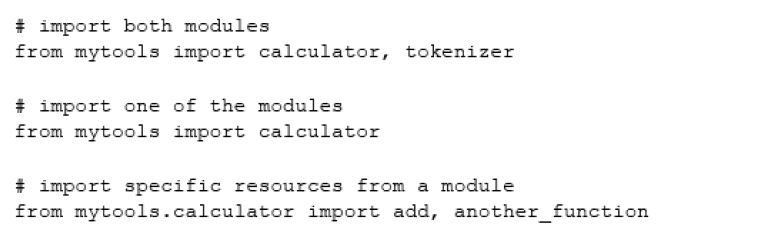 # import both modules
from mytools import calculator, tokenizer
# import one of the modules
from mytools import calculator
# import specific resources from a module
from mytools.calculator import add, another_function